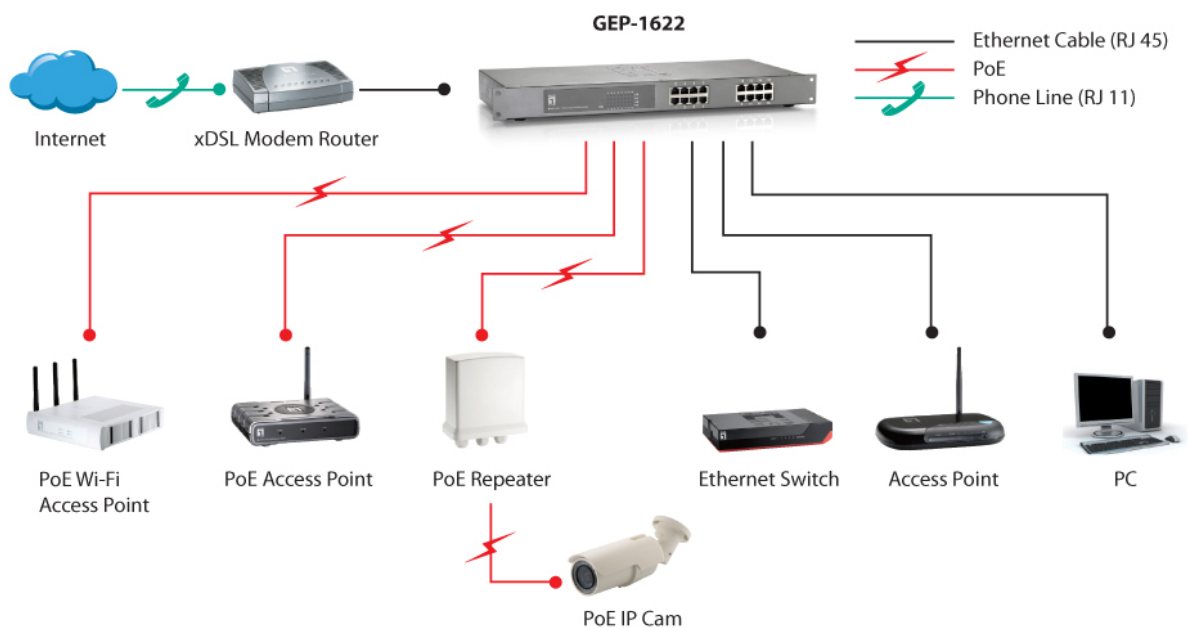 GEP-1622
Ethernet Cable (RJ 45)
PoE
Phone Line (RJ 11)
Internet
xDSL Modem Router
PoE Wi-Fi
Access Point
PoE Access Point
PoE Repeater
Ethernet Switch
Access Point
PC
PoE IP Cam